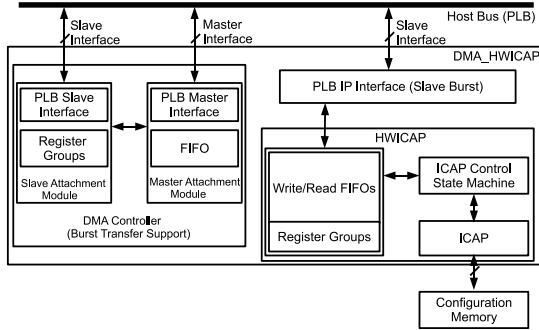 Host Bus (PLB)
Slave
Interface
Master
Interface
Slave
Interface
DMA_HWICAP
PLB Slave
Interface
Register
Groups
Slave Attachment
Module
PLB Master
Interface
FIFO
Master Attachment
Module
DMA Controller
(Burst Transfer Support)
PLB IP Interface (Slave Burst)
HWICAP
Write/Read FIFOs
Register Groups
ICAP Control
State Machine
ICAP
Configuration
Memory